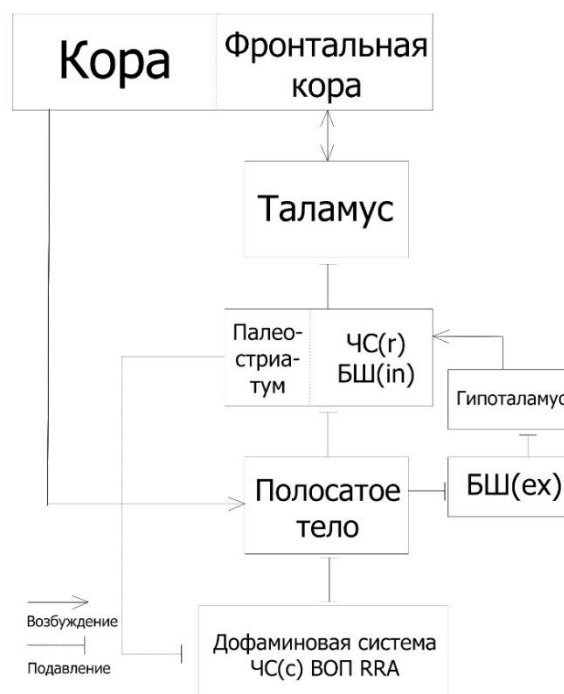 Кора
Фронтальная
кора
Таламус
Палео-
стриа-
тум
ЧС(r)
БШ(in)
Гипоталамус
Полосатое
тело
БШ(ex)
Возбуждение
Подавление
Дофаминовая система
ЧС(c) ВОП RRA